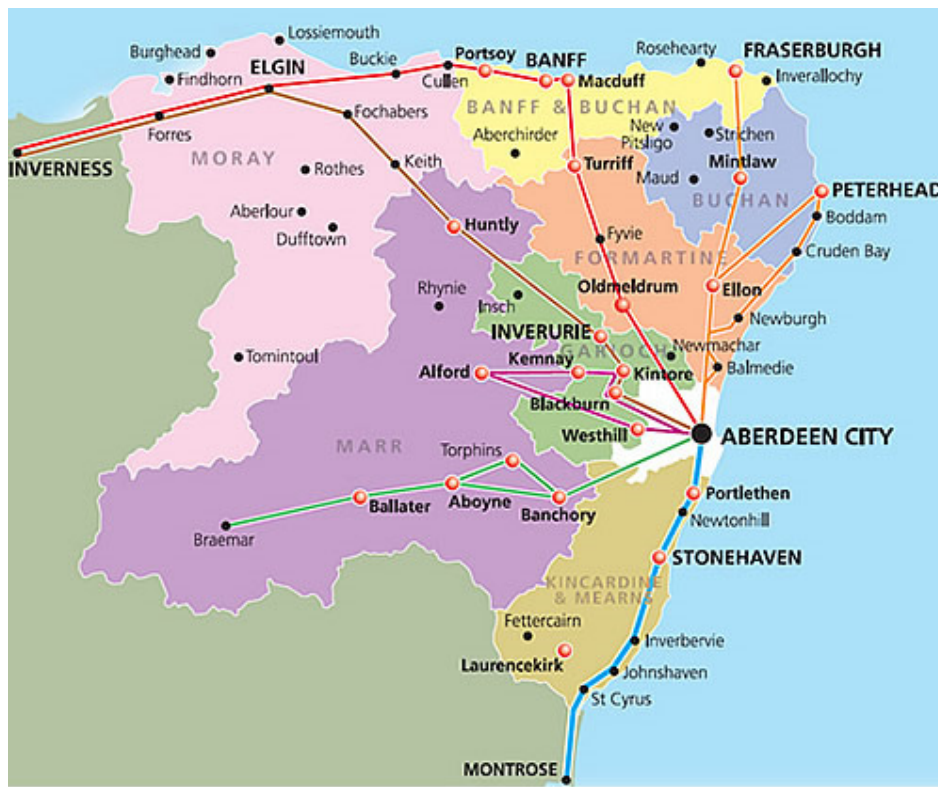 Lossiemouth
Burghead
Rosehearty
FRASERBURGH
Portsoy
BANFF
Buckie
ELGIN
Findhorn
Cullen
Macduff
Inverallochy
BANFF & BUCHAN
Fochabers
New
Pitsligo
Strichen
Forres
Aberchirder
MORAY
Keith
Turriff
Mintlaw
INVERNESS
Rothes
Maud
PETERHEAD
BUCHAN
Aberlour
Boddam
Huntly
Dufftown
Fyvie
Cruden Bay
FORMARTINE
Rhynie
Oldmeldrum
Ellon
Insch
Newburgh
INVERURIE
Newmachar
GARIOCH
Tomintoul
Kemnay
Balmedie
Alford
Kintore
Blackburn
Westhill
ABERDEEN CITY
MARR
Torphins
Portlethen
Ballater
Aboyne
Banchory
Newtonhill
Braemar
STONEHAVEN
KINCARDINE
& MEARNS
Fettercairn
Inverbervie
Laurencekirk
Johnshaven
St Cyrus
MONTROSE